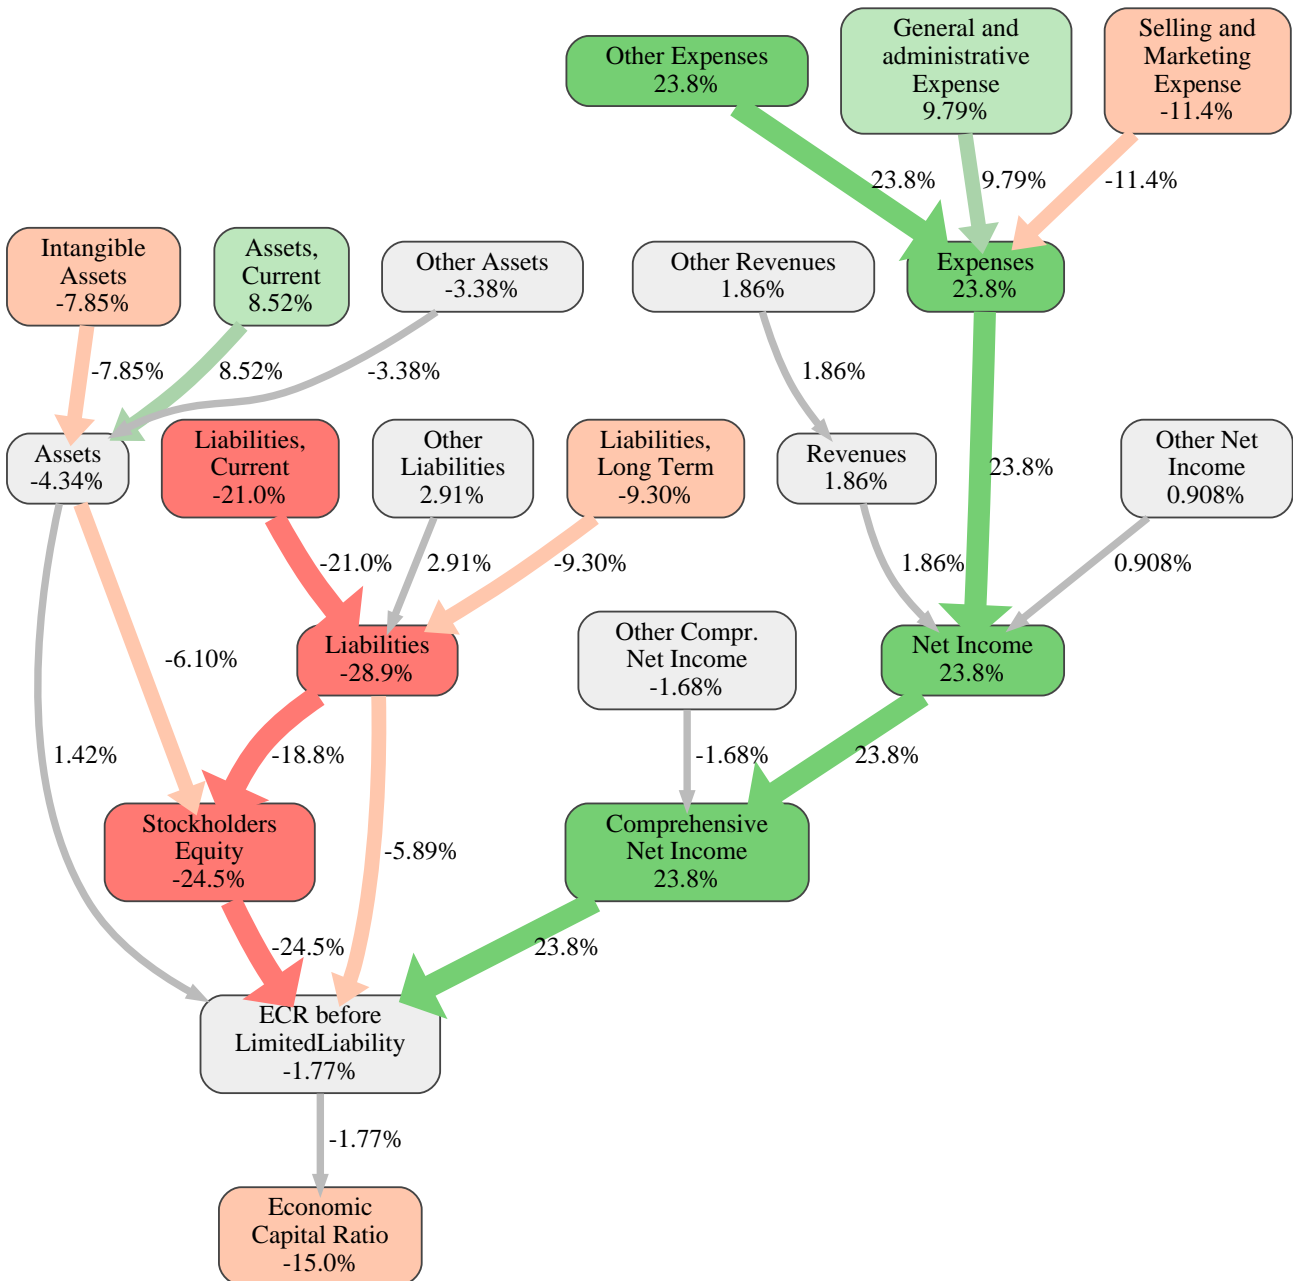 Other Expenses
23.8%
General and
administrative
Expense
9.79%
Selling and
Marketing
Expense
-11.4%
23.8%
9.79%
-11.4%
Intangible
Assets
-7.85%
Assets,
Current
8.52%
Other Assets
-3.38%
Other Revenues
1.86%
Expenses
23.8%
-7.85%
8.52%
-3.38%
1.86%
23.8%
Assets
-4.34%
Liabilities,
Current
-21.0%
Other
Liabilities
2.91%
Liabilities,
Long Term
-9.30%
Revenues
1.86%
Other Net
Income
0.908%
-21.0%
2.91%
-9.30%
1.86%
0.908%
-6.10%
Liabilities
-28.9%
Other Compr.
Net Income
-1.68%
Net Income
23.8%
1.42%
-18.8%
-1.68%
23.8%
Stockholders
Equity
-24.5%
-5.89%
Comprehensive
Net Income
23.8%
-24.5%
23.8%
ECR before
LimitedLiability
-1.77%
-1.77%
Economic
Capital Ratio
-15.0%